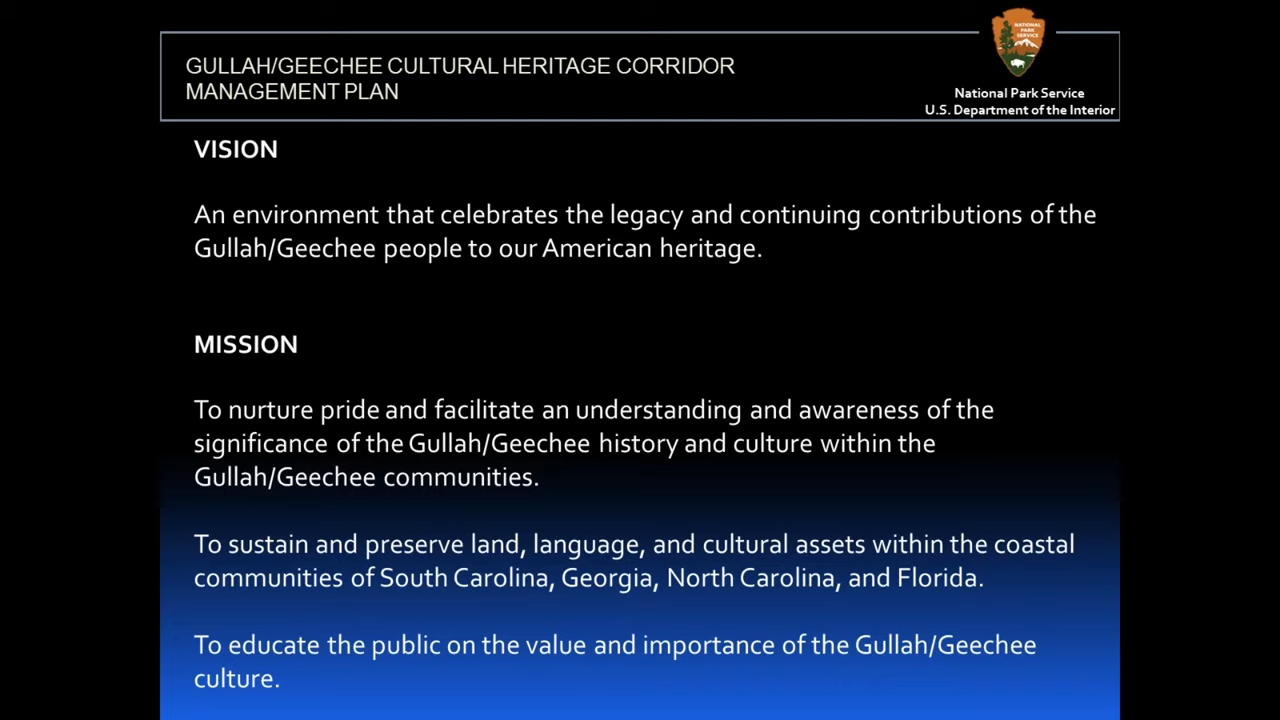 GULLAH/GEECHEE CULTURAL HERITAGE CORRIDOR
MANAGEMENT PLAN
NATIONAL
PARK
SERVICE
National Park Service
U.S. Department of the Interior
VISION
An environment that celebrates the legacy and continuing contributions of the
Gullah/Geechee people to our American heritage.
MISSION
To nurture pride and facilitate an understanding and awareness of the
significance of the Gullah/Geechee history and culture within the
Gullah/Geechee communities.
To sustain and preserve land, language, and cultural assets within the coastal
communities of South Carolina, Georgia, North Carolina, and Florida.
To educate the public on the value and importance of the Gullah/Geechee
culture.